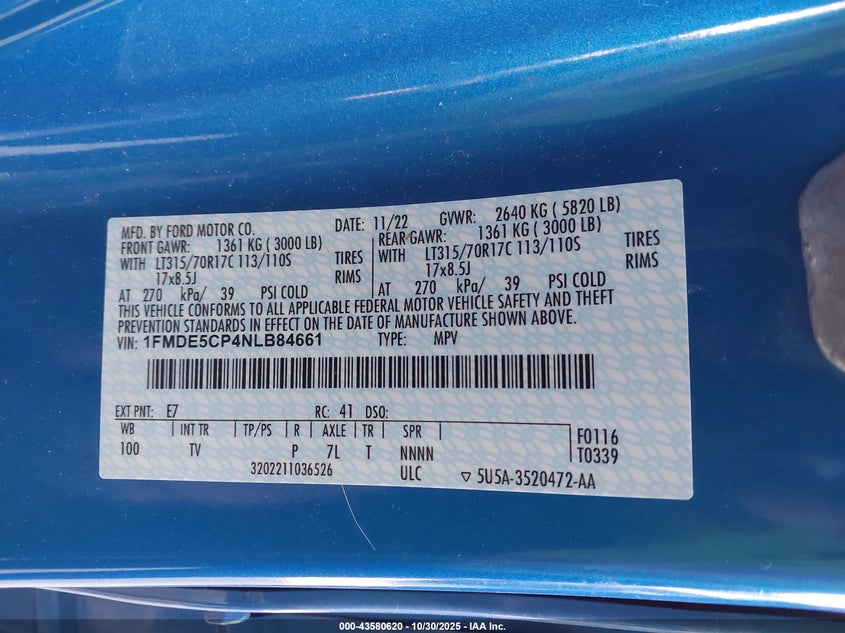 MFD. BY FORD MOTOR CO. DATE: 11/22 GVWR: 2640 KG ( 5820 LB)
FRONT GAWR: 1361 KG ( 3000 LB) REAR GAWR: 1361 KG ( 3000 LB)
WITH LT315/70R17C 113/110S TIRES WITH LT315/70R17C 113/110S TIRES
17x8.5J RIMS 17x8.5J RIMS
AT 270 kPa/ 39 PSI COLD AT 270 kPa/ 39 PSI COLD
THIS VEHICLE CONFORMS TO ALL APPLICABLE FEDERAL MOTOR VEHICLE SAFETY AND THEFT
PREVENTION STANDARDS IN EFFECT ON THE DATE OF MANUFACTURE SHOWN ABOVE.
VIN: 1FMDE5CP4NLB84661 TYPE: MPV
EXT PNT: E7 RC: 41 DSO:
WB INT TR TP/PS R AXLE TR SPR F0116
100 TV P 7L T NNNN T0339
3202211036526 ULC ▽ 5U5A-3520472-AA
000-43580620 - 10/30/2025 - IAA Inc.